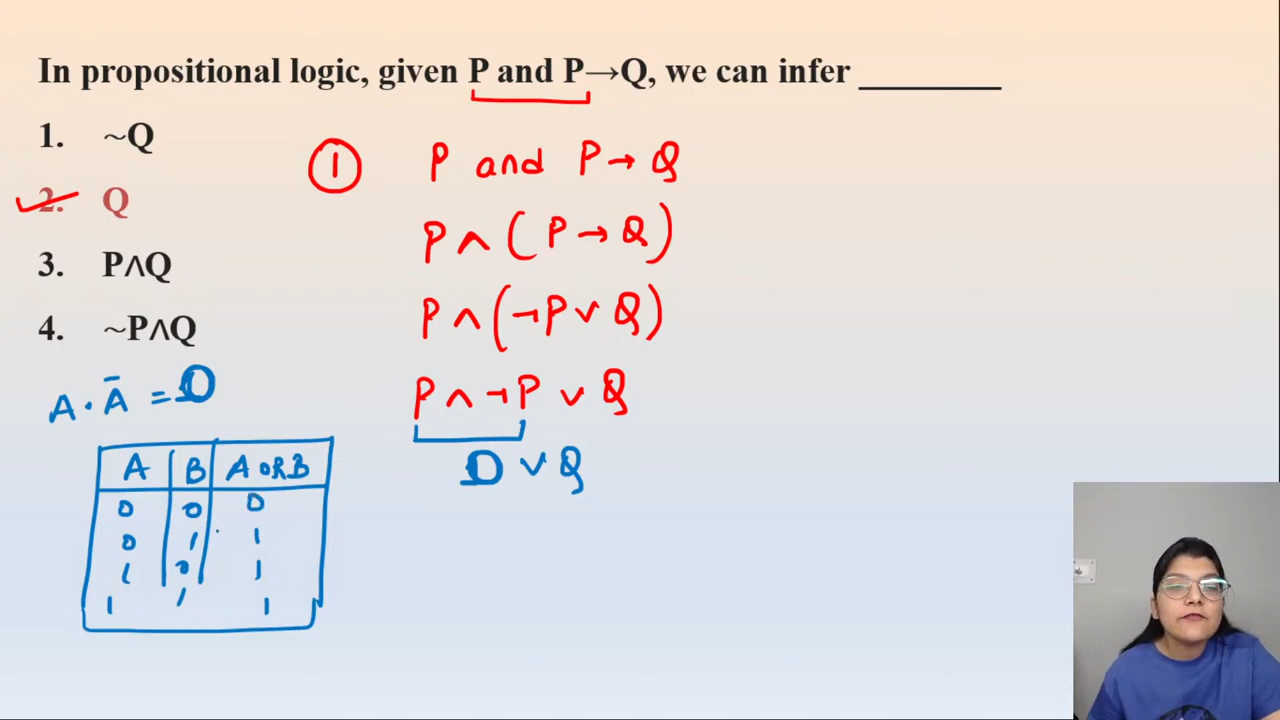 In propositional logic, given P and P→Q, we can infer ________
1. ~Q
2. Q
3. P∧Q
4. ~P∧Q
① P and P → Q
P ∧ ( P → Q )
P ∧ ( ¬P ∨ Q )
P ∧ ¬P ∨ Q
0 ∨ Q
A · Ā = 0
A B A OR B
0 0 0
0 1 1
1 0 1
1 1 1